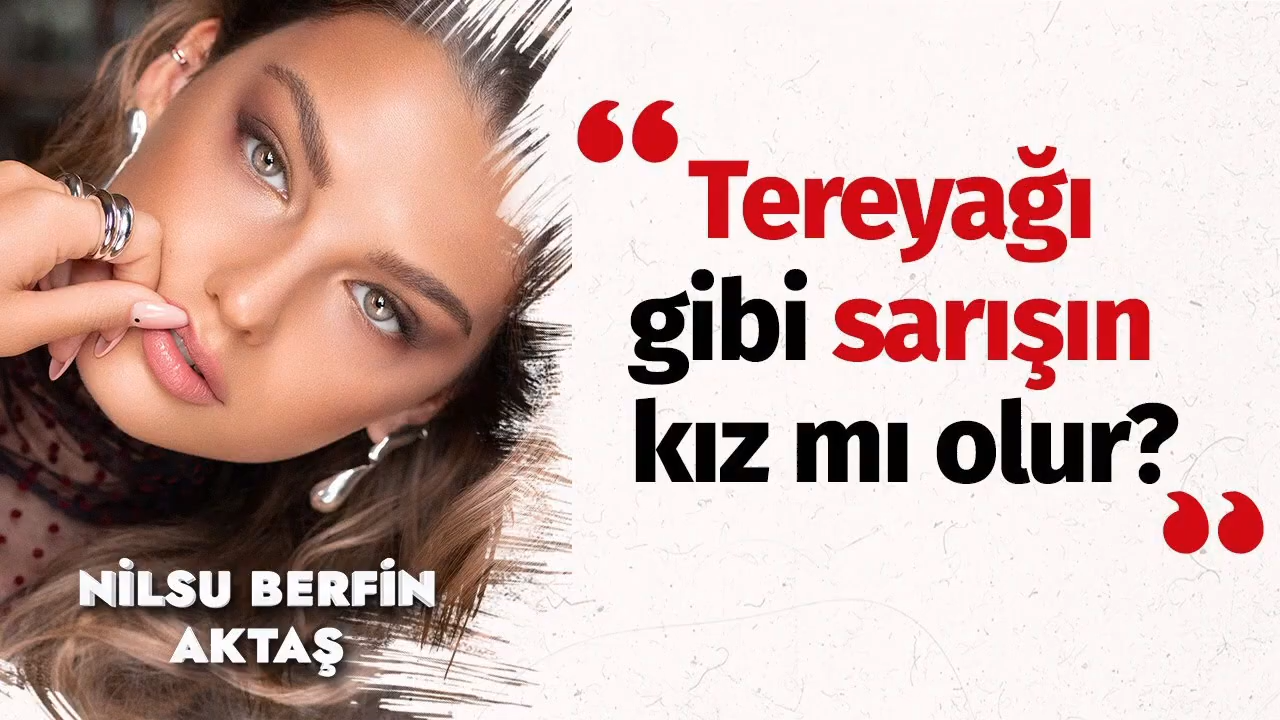 “Tereyağı
gibi sarışın
kız mı olur?”
NİLSU BERFİN
AKTAŞ